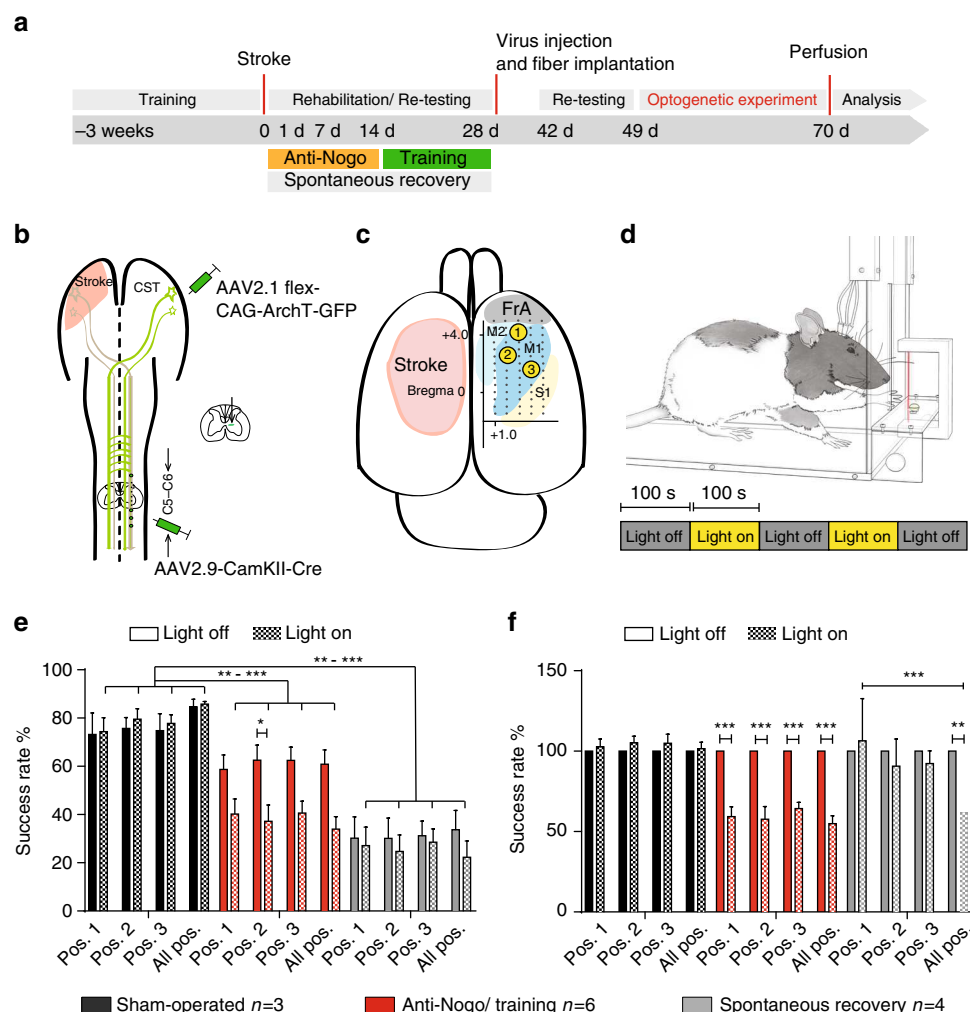 a
Stroke
Virus injection
and fiber implantation
Perfusion
Training
Rehabilitation/ Re-testing
Re-testing
Optogenetic experiment
Analysis
–3 weeks
0
1 d
7 d
14 d
28 d
42 d
49 d
70 d
Anti-Nogo
Training
Spontaneous recovery
b
Stroke
CST
AAV2.1 flex-
CAG-ArchT-GFP
C5–C6
AAV2.9-CamKII-Cre
c
FrA
+4.0
M2
1
M1
2
3
Stroke
Bregma 0
S1
+1.0
d
100 s
100 s
Light off
Light on
Light off
Light on
Light off
e
Light off
Light on
Success rate %
100
80
60
40
20
0
** - ***
** - ***
*
Pos. 1
Pos. 2
Pos. 3
All pos.
Pos. 1
Pos. 2
Pos. 3
All pos.
Pos. 1
Pos. 2
Pos. 3
All pos.
f
Light off
Light on
Success rate %
150
100
50
0
***
***
***
***
***
**
Pos. 1
Pos. 2
Pos. 3
All pos.
Pos. 1
Pos. 2
Pos. 3
All pos.
Pos. 1
Pos. 2
Pos. 3
All pos.
Sham-operated n=3
Anti-Nogo/ training n=6
Spontaneous recovery n=4